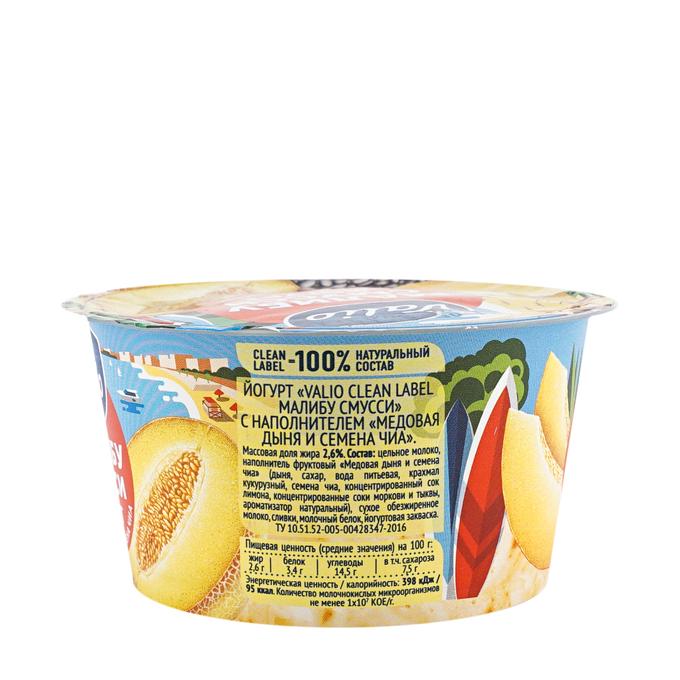 Valio
CLEAN LABEL -100% НАТУРАЛЬНЫЙ СОСТАВ
ЙОГУРТ «VALIO CLEAN LABEL
МАЛИБУ СМУССИ»
С НАПОЛНИТЕЛЕМ «МЕДОВАЯ
ДЫНЯ И СЕМЕНА ЧИА».
Массовая доля жира 2,6%. Состав: цельное молоко,
наполнитель фруктовый «Медовая дыня и семена
чиа» (дыня, сахар, вода питьевая, крахмал
кукурузный, семена чиа, концентрированный сок
лимона, концентрированные соки моркови и тыквы,
ароматизатор натуральный), сухое обезжиренное
молоко, сливки, молочный белок, йогуртовая закваска.
ТУ 10.51.52-005-00428347-2016
Пищевая ценность (средние значения) на 100 г:
жир белок углеводы в т.ч. сахароза
2,6 г 3,4 г 14,5 г 7,5 г
Энергетическая ценность / калорийность: 398 кДж /
95 ккал. Количество молочнокислых микроорганизмов
не менее 1x10⁷ КОЕ/г.